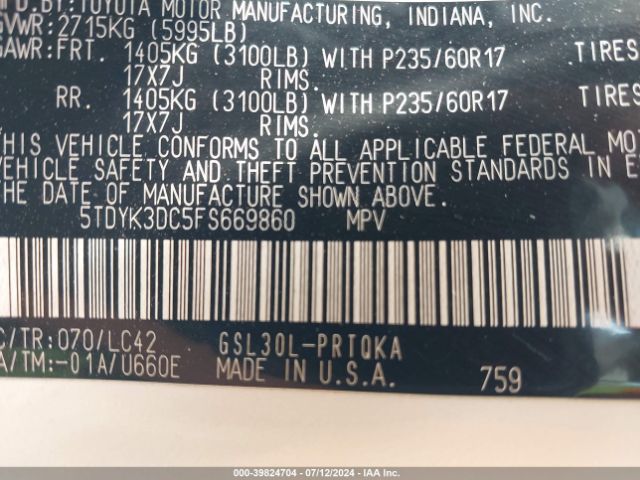 FD.BY:TOYOTA MOTOR MANUFACTURING, INDIANA, INC.
GVWR:2715KG (5995LB)
GAWR:FRT. 1405KG (3100LB) WITH P235/60R17 TIRES
17X7J RIMS.
RR. 1405KG (3100LB) WITH P235/60R17 TIRES
17X7J RIMS.
THIS VEHICLE CONFORMS TO ALL APPLICABLE FEDERAL MO
VEHICLE SAFETY AND THEFT PREVENTION STANDARDS IN E
THE DATE OF MANUFACTURE SHOWN ABOVE.
5TDYK3DC5FS669860 MPV
C/TR:070/LC42 GSL30L-PRTQKA
A/TM:-01A/U660E MADE IN U.S.A. 759
000-39824704 | 07/12/2024 | IAA Inc.